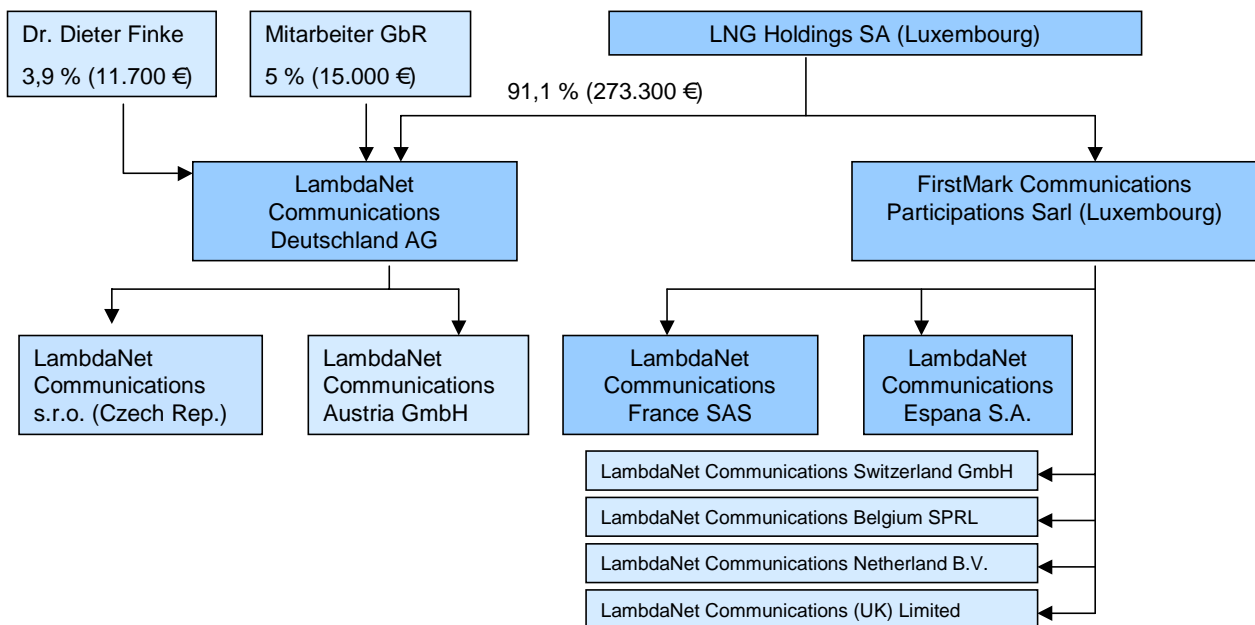 Dr. Dieter Finke
3,9 % (11.700 €)
Mitarbeiter GbR
5 % (15.000 €)
LNG Holdings SA (Luxembourg)
91,1 % (273.300 €)
LambdaNet
Communications
Deutschland AG
FirstMark Communications
Participations Sarl (Luxembourg)
LambdaNet
Communications
s.r.o. (Czech Rep.)
LambdaNet
Communications
Austria GmbH
LambdaNet
Communications
France SAS
LambdaNet
Communications
Espana S.A.
LambdaNet Communications Switzerland GmbH
LambdaNet Communications Belgium SPRL
LambdaNet Communications Netherland B.V.
LambdaNet Communications (UK) Limited